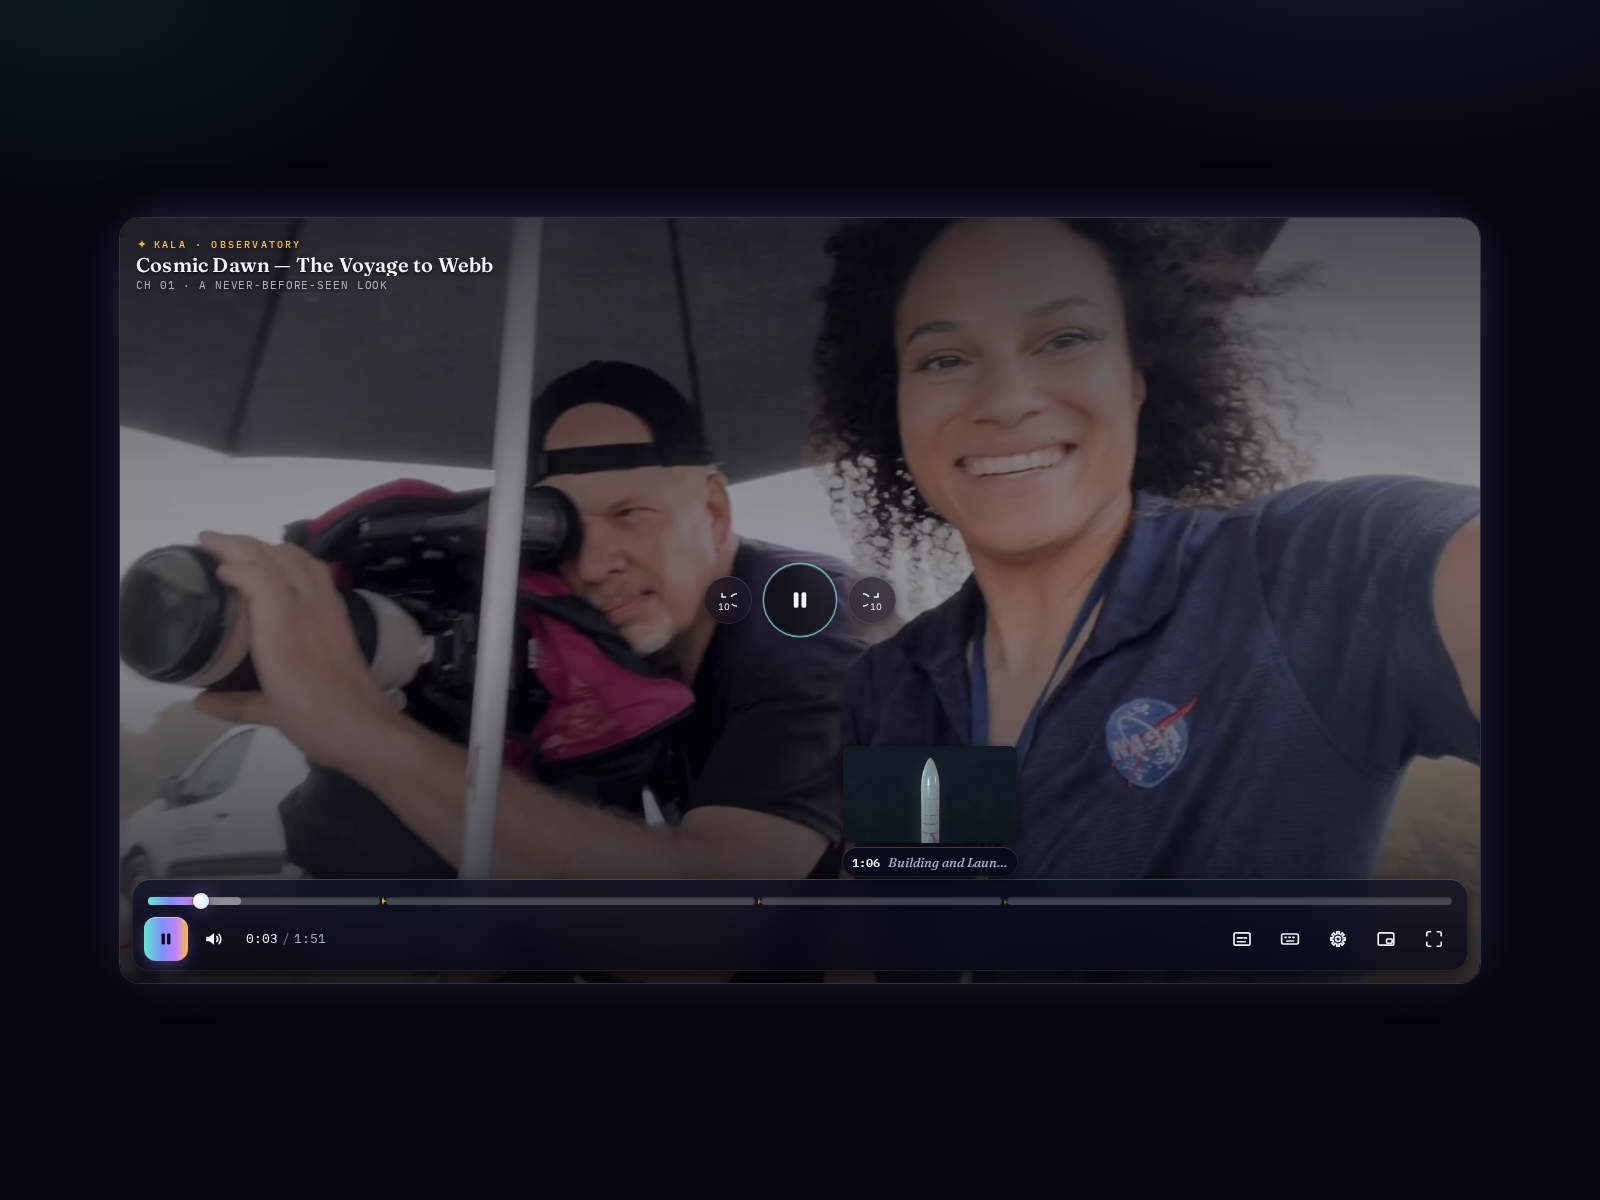 ✦ KALA · OBSERVATORY
Cosmic Dawn — The Voyage to Webb
CH 01 · A NEVER-BEFORE-SEEN LOOK
10
10
NASA
1:06 Building and Laun...
0:03 / 1:51